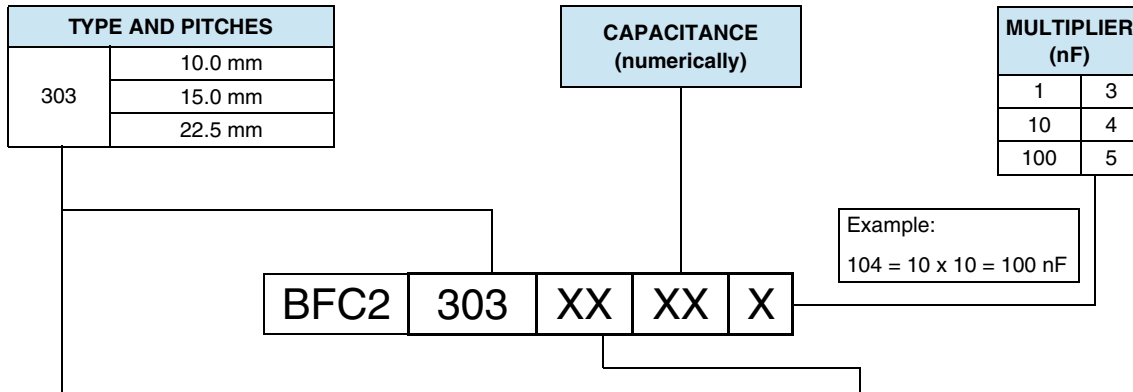 TYPE AND PITCHES
303
10.0 mm
15.0 mm
22.5 mm
CAPACITANCE
(numerically)
MULTIPLIER
(nF)
1 3
10 4
100 5
Example:
104 = 10 x 10 = 100 nF
BFC2 303 XX XX X